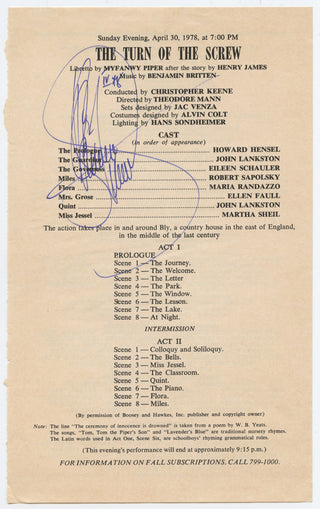 Sunday Evening, April 30, 1978, at 7:00 PM
THE TURN OF THE SCREW
Libretto by MYFANWY PIPER after the story by HENRY JAMES
Music by BENJAMIN BRITTEN
Conducted by CHRISTOPHER KEENE
Directed by THEODORE MANN
Sets designed by JAC VENZA
Costumes designed by ALVIN COLT
Lighting by HANS SONDHEIMER
CAST
(in order of appearance)
The Prologue HOWARD HENSEL
The Guardian JOHN LANKSTON
The Governess EILEEN SCHAULER
Miles ROBERT SAPOLSKY
Flora MARIA RANDAZZO
Mrs. Grose ELLEN FAULL
Quint JOHN LANKSTON
Miss Jessel MARTHA SHEIL
The action takes place in and around Bly, a country house in the east of England,
in the middle of the last century
ACT I
PROLOGUE
Scene 1—The Journey.
Scene 2—The Welcome.
Scene 3—The Letter
Scene 4—The Park.
Scene 5—The Window.
Scene 6—The Lesson.
Scene 7—The Lake.
Scene 8—At Night.
INTERMISSION
ACT II
Scene 1—Colloquy and Soliloquy.
Scene 2—The Bells.
Scene 3—Miss Jessel.
Scene 4—The Classroom.
Scene 5—Quint.
Scene 6—The Piano.
Scene 7—Flora.
Scene 8—Miles.
(By permission of Boosey and Hawkes, Inc. publisher and copyright owner)
Note: The line "The ceremony of innocence is drowned" is taken from a poem by W. B. Yeats.
The songs, "Tom, Tom the Piper's Son" and "Lavender's Blue" are traditional nursery rhymes.
The Latin words used in Act One, Scene Six, are schoolboys' rhyming grammatical rules.
(This evening's performance will end at approximately 9:15 p.m.)
FOR INFORMATION ON FALL SUBSCRIPTIONS, CALL 799-1000.